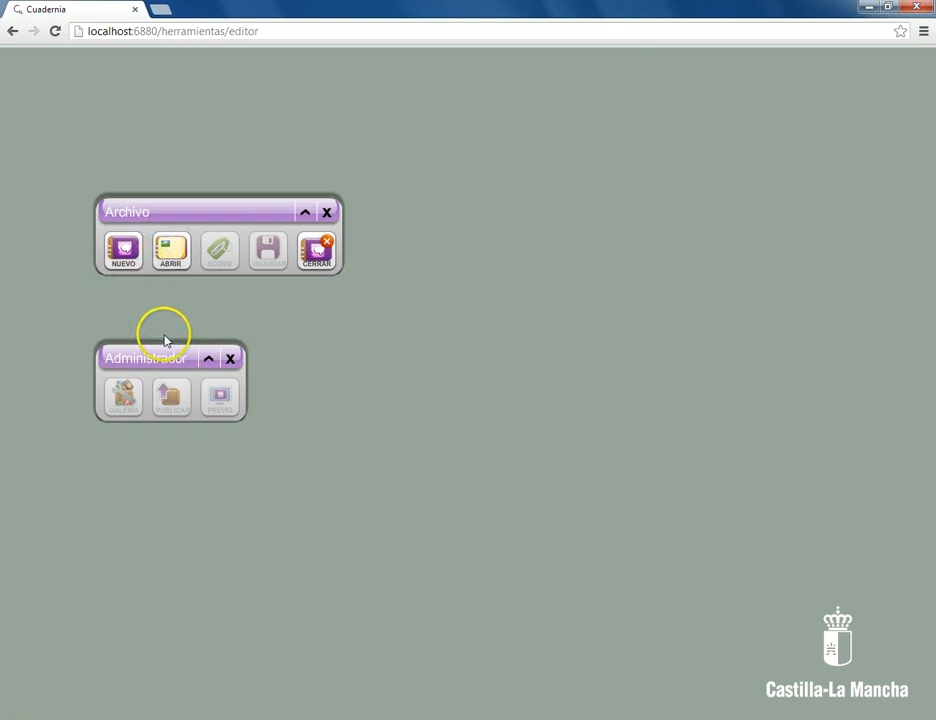 Cuadernia
localhost:6880/herramientas/editor
Archivo
NUEVO
ABRIR
SCORM
GUARDAR
CERRAR
Administrador
GALERIA
PUBLICAR
PREVIO
Castilla-La Mancha